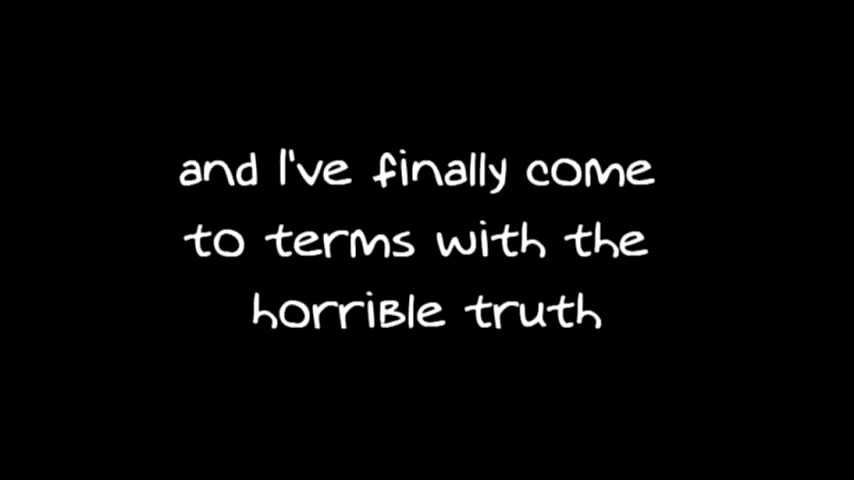 and I've finally come
to terms with the
horrible truth